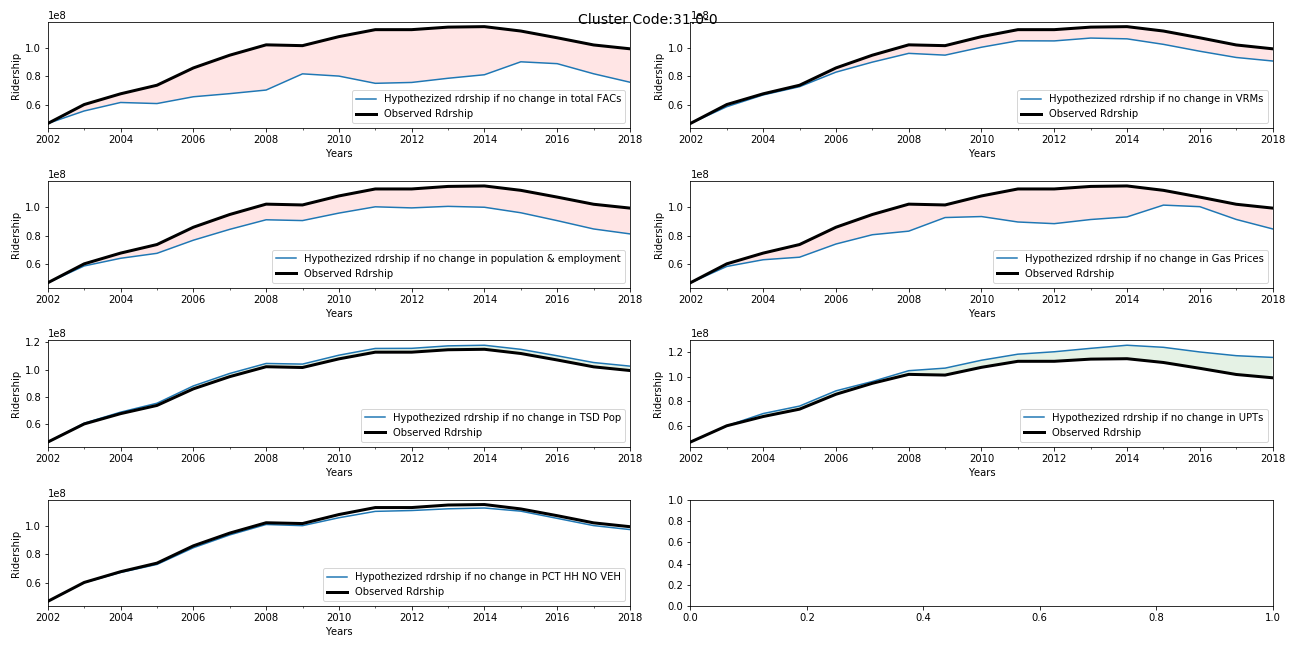 Cluster Code:31.0-0
1e8
1e8
Ridership
1.0
0.8
0.6
Hypothezized rdrship if no change in total FACs
Observed Rdrship
2002 2004 2006 2008 2010 2012 2014 2016 2018
Years
Ridership
1.0
0.8
0.6
Hypothezized rdrship if no change in VRMs
Observed Rdrship
2002 2004 2006 2008 2010 2012 2014 2016 2018
Years
1e8
Ridership
1.0
0.8
0.6
Hypothezized rdrship if no change in population & employment
Observed Rdrship
2002 2004 2006 2008 2010 2012 2014 2016 2018
Years
1e8
Ridership
1.0
0.8
0.6
Hypothezized rdrship if no change in Gas Prices
Observed Rdrship
2002 2004 2006 2008 2010 2012 2014 2016 2018
Years
1e8
Ridership
1.2
1.0
0.8
0.6
Hypothezized rdrship if no change in TSD Pop
Observed Rdrship
2002 2004 2006 2008 2010 2012 2014 2016 2018
Years
1e8
Ridership
1.2
1.0
0.8
0.6
Hypothezized rdrship if no change in UPTs
Observed Rdrship
2002 2004 2006 2008 2010 2012 2014 2016 2018
Years
1e8
Ridership
1.0
0.8
0.6
Hypothezized rdrship if no change in PCT HH NO VEH
Observed Rdrship
2002 2004 2006 2008 2010 2012 2014 2016 2018
Years
1.0
0.8
0.6
0.4
0.2
0.0
0.0 0.2 0.4 0.6 0.8 1.0